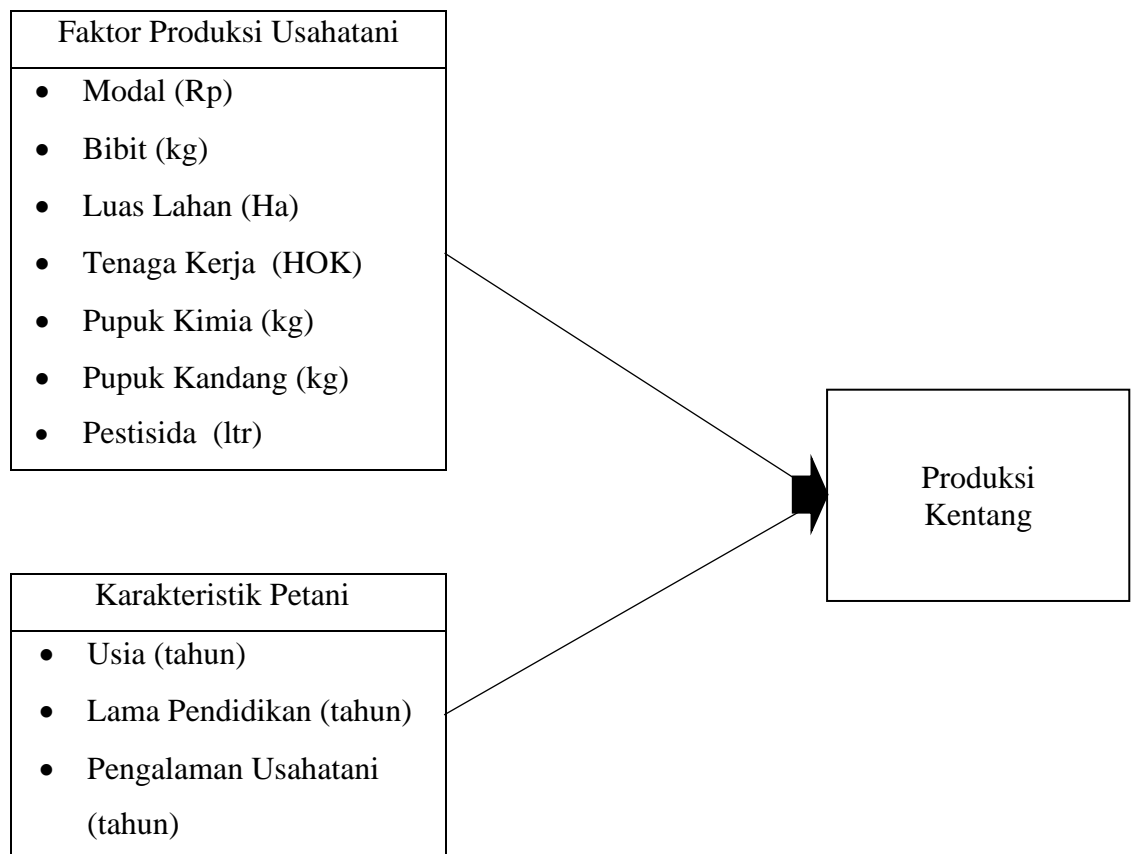 Faktor Produksi Usahatani
• Modal (Rp)
• Bibit (kg)
• Luas Lahan (Ha)
• Tenaga Kerja  (HOK)
• Pupuk Kimia (kg)
• Pupuk Kandang (kg)
• Pestisida  (ltr)
Produksi
Kentang
Karakteristik Petani
• Usia (tahun)
• Lama Pendidikan (tahun)
• Pengalaman Usahatani
(tahun)